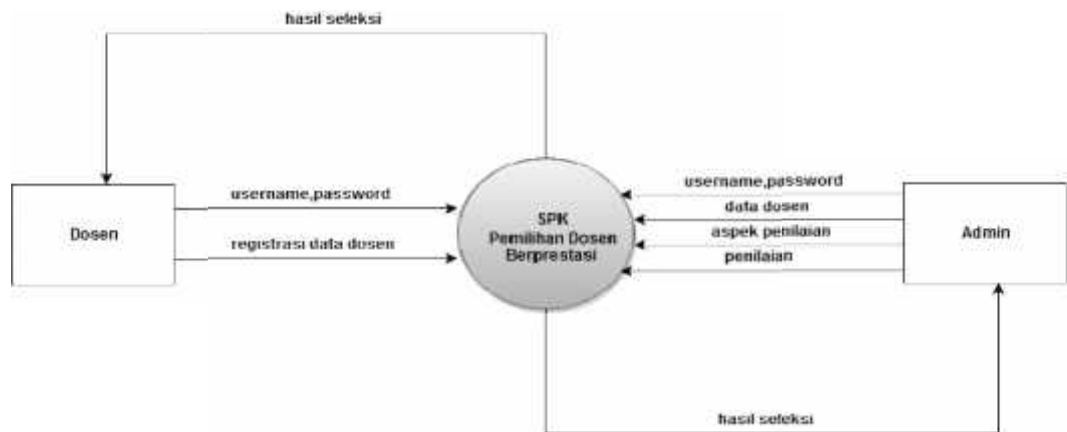 hasil seleksi
username,password
Dosen
registrasi data dosen
SPK
Pemilihan Dosen
Berprestasi
username,password
data dosen
aspek penilaian
penilaian
Admin
hasil seleksi